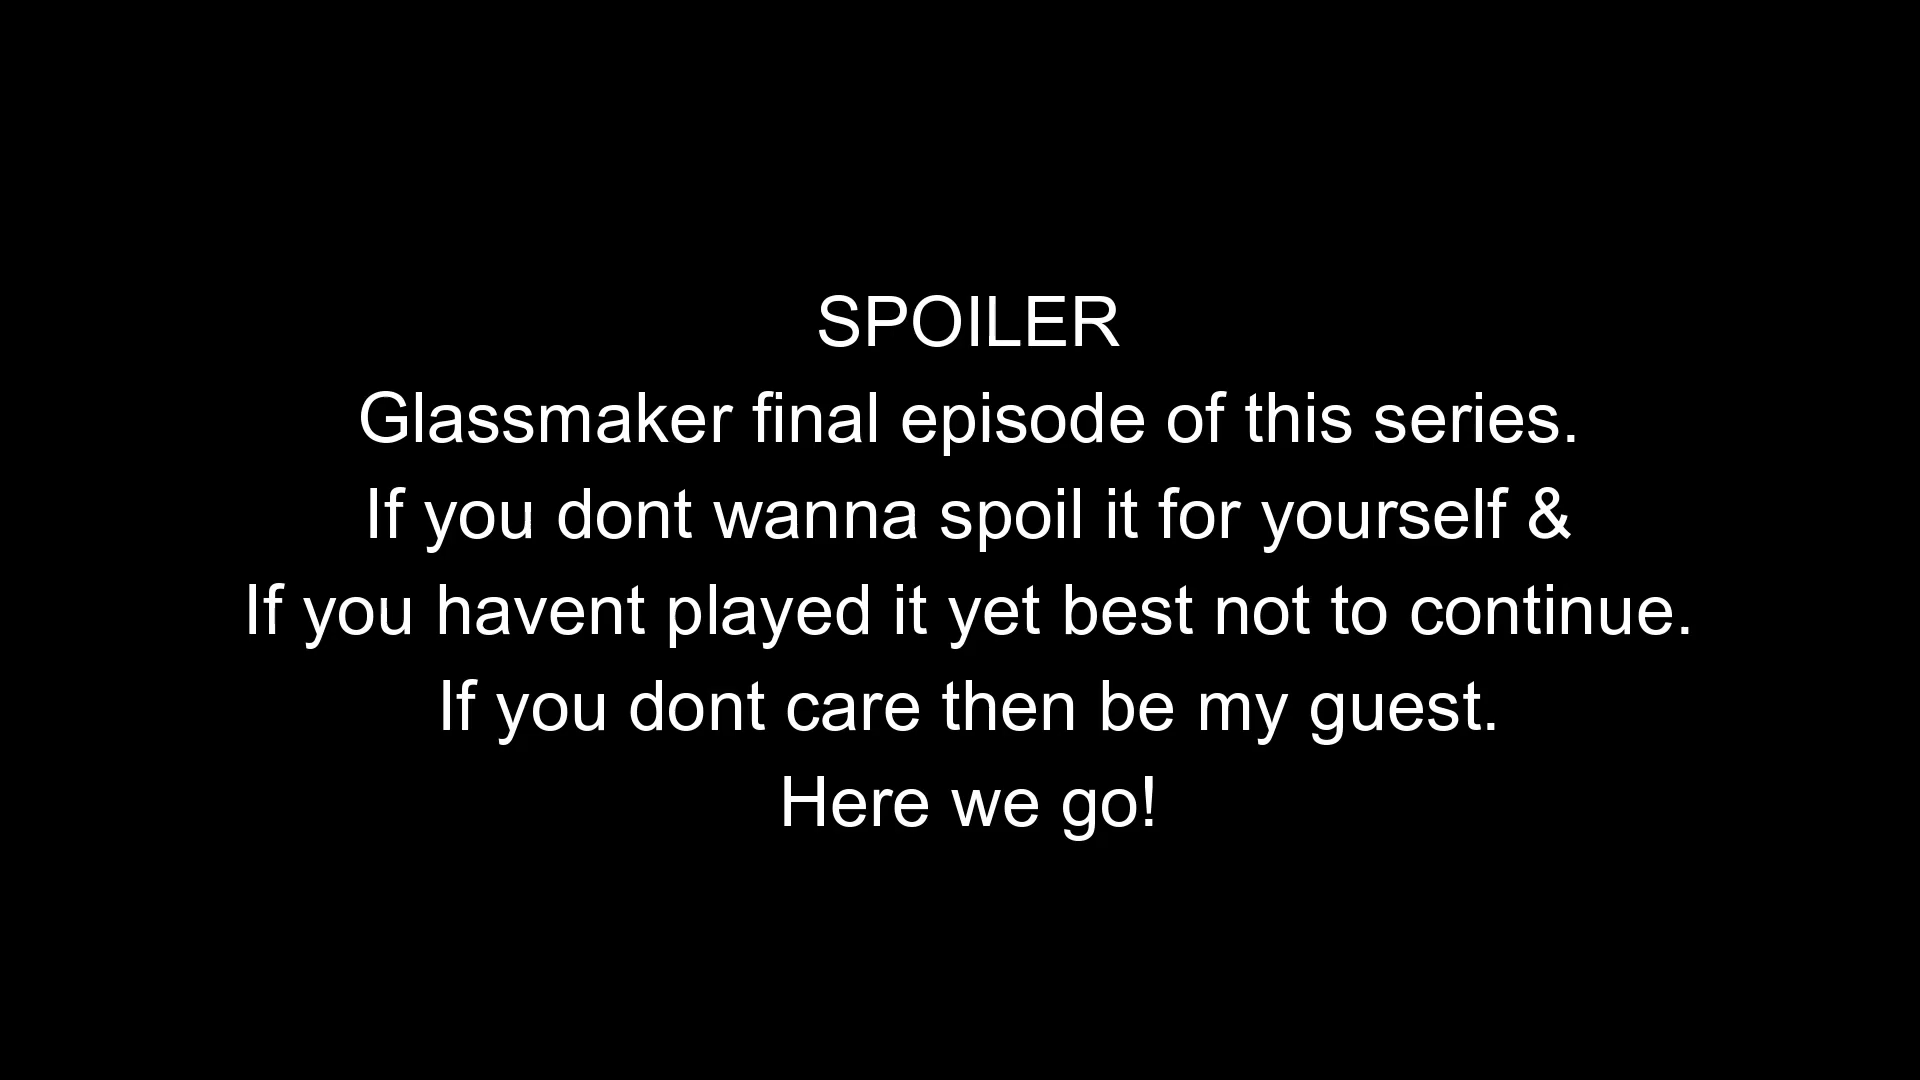 SPOILER
Glassmaker final episode of this series.
If you dont wanna spoil it for yourself &
If you havent played it yet best not to continue.
If you dont care then be my guest.
Here we go!